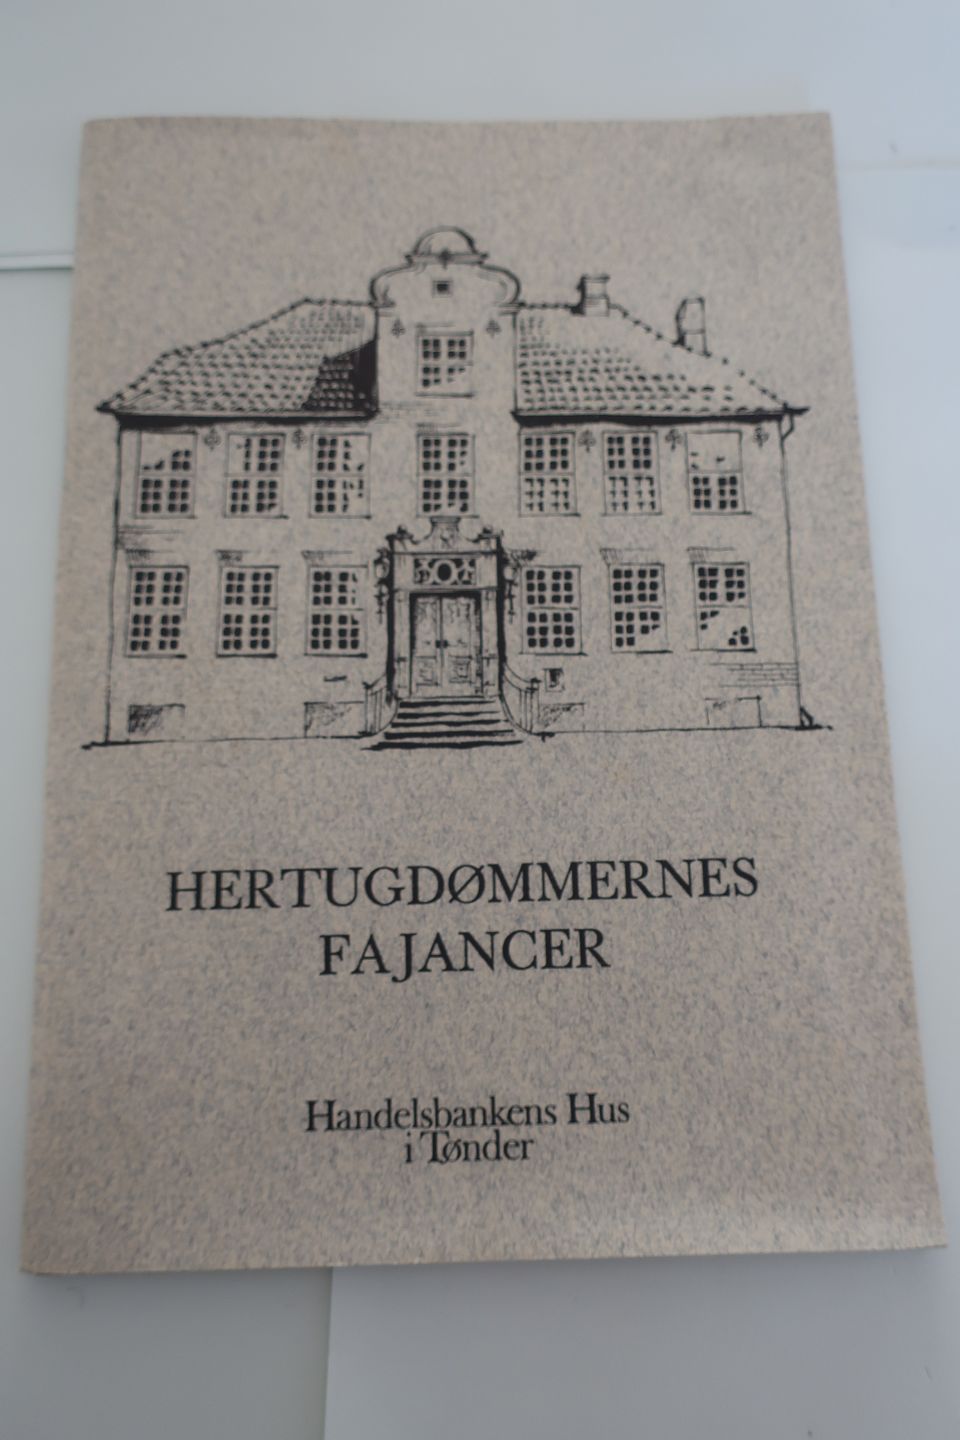 HERTUGDØMMERNES
FAJANCER
Handelsbankens Hus
i Tønder